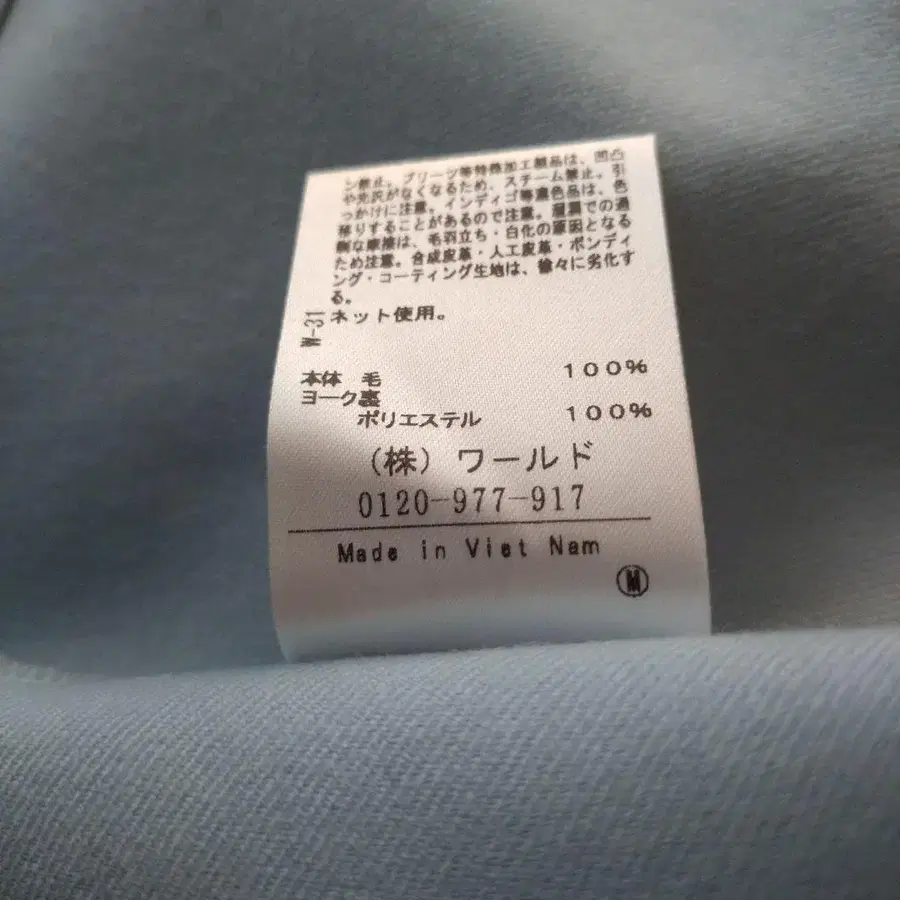 ン禁止。プリーツ等特殊加工製品は、凹凸
や光沢がなくなるため、スチーム禁止。引
っかけに注意。インディゴ等濃色品は、色
移りすることがあるので注意。湿潤での過
剰な摩擦は、毛羽立ち・白化の原因となる
ため注意。合成皮革・人工皮革・ボンディ
ング・コーティング生地は、徐々に劣化す
る。
ネット使用。
W-31
本体 毛 100%
ヨーク裏
ポリエステル 100%
(株) ワールド
0120-977-917
Made in Viet Nam
M